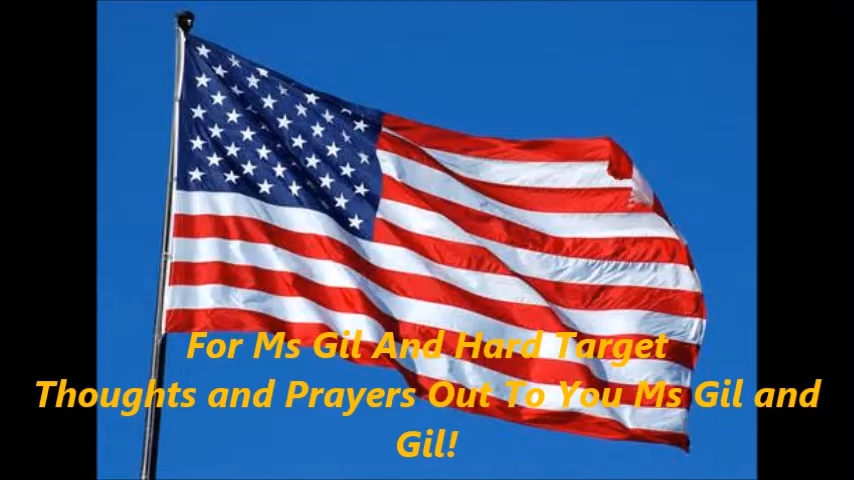 For Ms Gil And Hard Target
Thoughts and Prayers Out To You Ms Gil and
Gil!